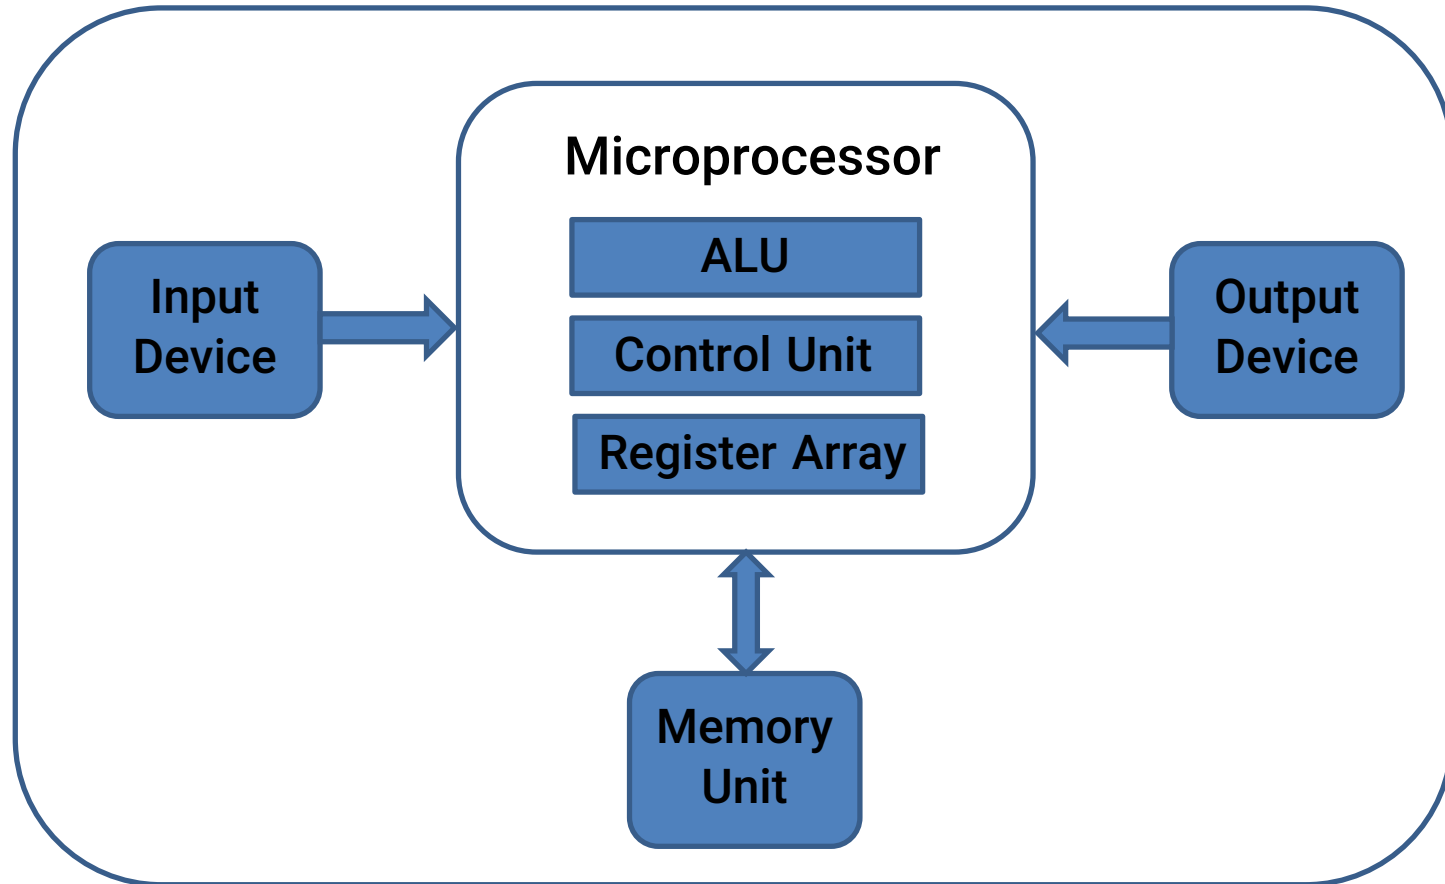 Microprocessor
ALU
Control Unit
Register Array
Input
Device
Output
Device
Memory
Unit